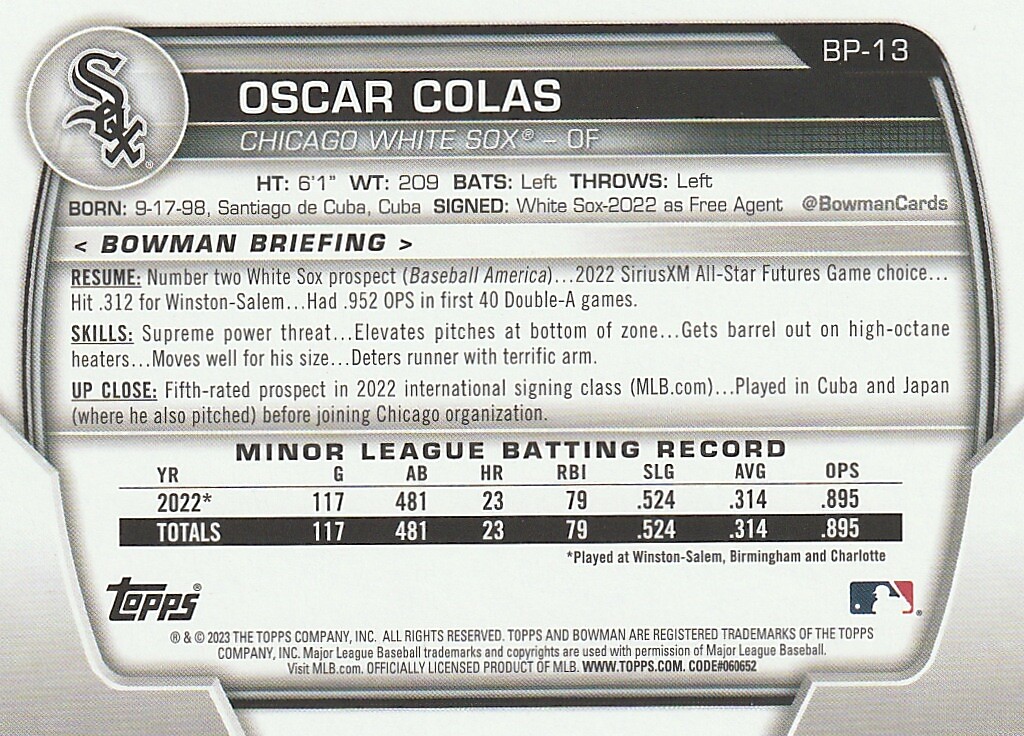 BP-13
Sox®
OSCAR COLAS
CHICAGO WHITE SOX® – OF
HT: 6'1" WT: 209 BATS: Left THROWS: Left
BORN: 9-17-98, Santiago de Cuba, Cuba SIGNED: White Sox-2022 as Free Agent @BowmanCards
< BOWMAN BRIEFING >
RESUME: Number two White Sox prospect (Baseball America)...2022 SiriusXM All-Star Futures Game choice...
Hit .312 for Winston-Salem...Had .952 OPS in first 40 Double-A games.
SKILLS: Supreme power threat...Elevates pitches at bottom of zone...Gets barrel out on high-octane
heaters...Moves well for his size...Deters runner with terrific arm.
UP CLOSE: Fifth-rated prospect in 2022 international signing class (MLB.com)...Played in Cuba and Japan
(where he also pitched) before joining Chicago organization.
MINOR LEAGUE BATTING RECORD
YR G AB HR RBI SLG AVG OPS
2022* 117 481 23 79 .524 .314 .895
TOTALS 117 481 23 79 .524 .314 .895
*Played at Winston-Salem, Birmingham and Charlotte
Topps®
® & © 2023 THE TOPPS COMPANY, INC. ALL RIGHTS RESERVED. TOPPS AND BOWMAN ARE REGISTERED TRADEMARKS OF THE TOPPS
COMPANY, INC. Major League Baseball trademarks and copyrights are used with permission of Major League Baseball.
Visit MLB.com. OFFICIALLY LICENSED PRODUCT OF MLB. WWW.TOPPS.COM. CODE#060652